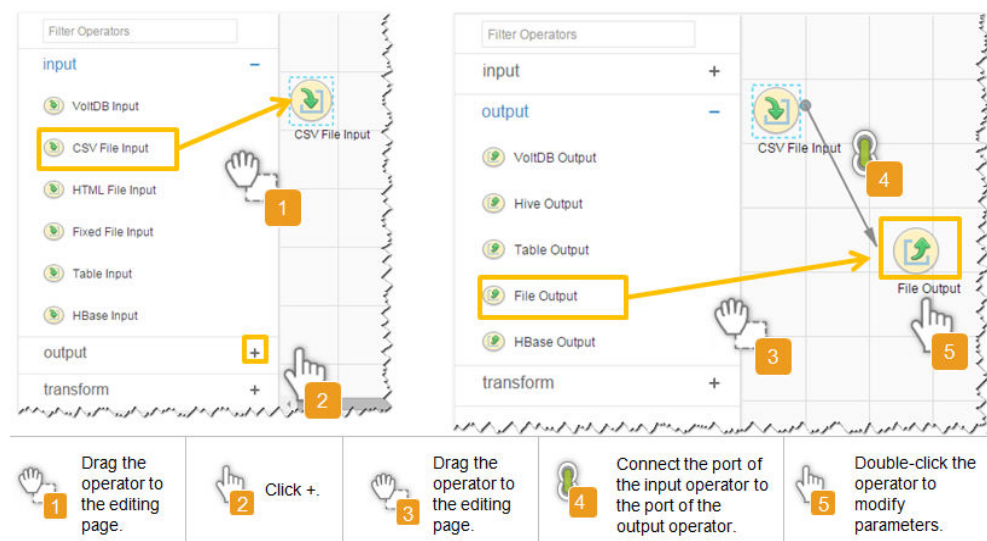 Filter Operators
input
VoltDB Input
CSV File Input
HTML File Input
Fixed File Input
Table Input
HBase Input
output
+
transform
+
CSV File Input
1
2
Filter Operators
input
+
output
VoltDB Output
Hive Output
Table Output
File Output
HBase Output
transform
+
CSV File Input
4
File Output
3
5
1
Drag the
operator to
the editing
page.
2
Click +.
3
Drag the
operator to
the editing
page.
4
Connect the port of
the input operator to
the port of the
output operator.
5
Double-click the
operator to
modify
parameters.